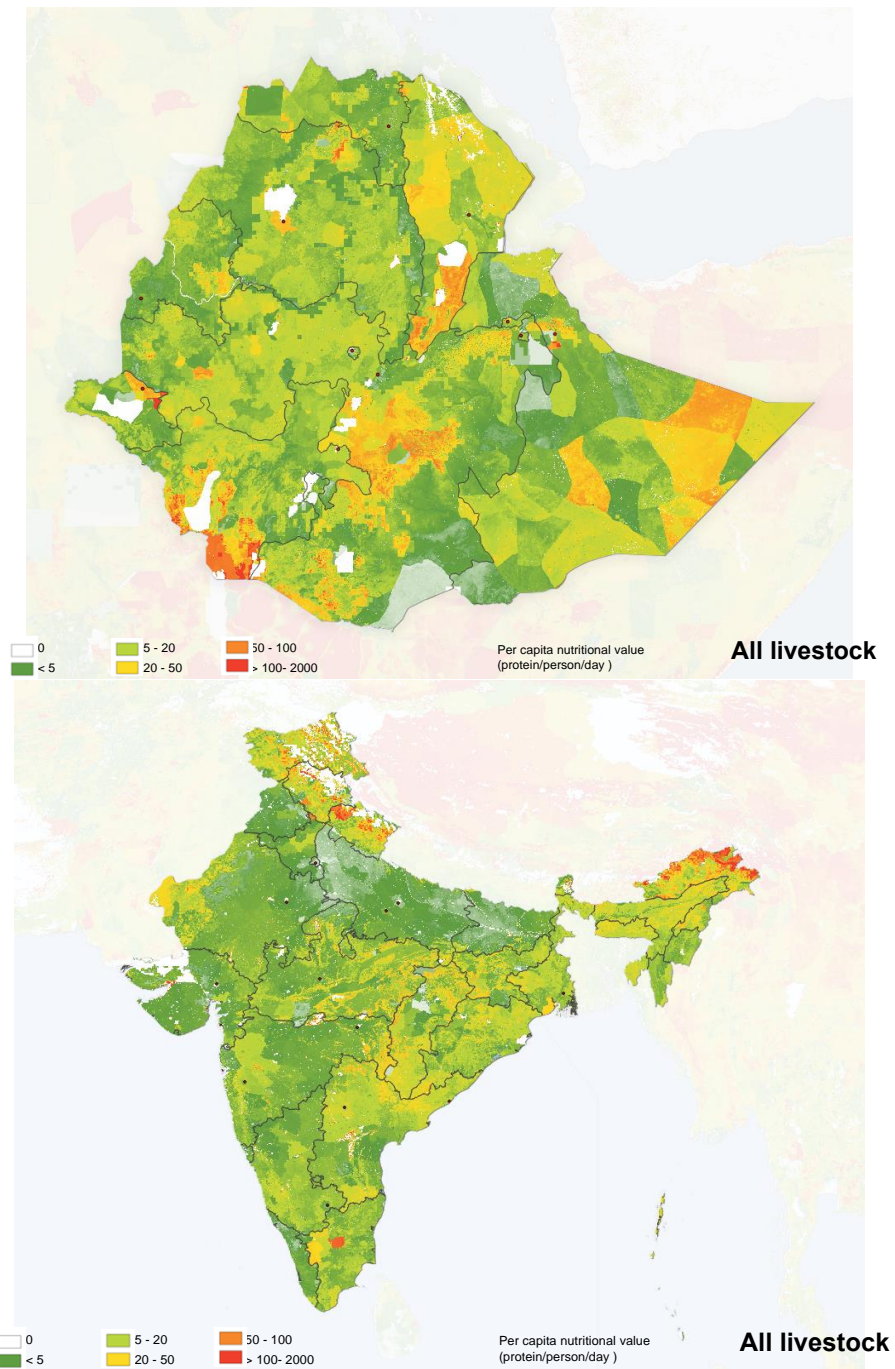 0
5 - 20
50 - 100
< 5
20 - 50
> 100- 2000
Per capita nutritional value
(protein/person/day )
All livestock
0
5 - 20
50 - 100
< 5
20 - 50
> 100- 2000
Per capita nutritional value
(protein/person/day )
All livestock